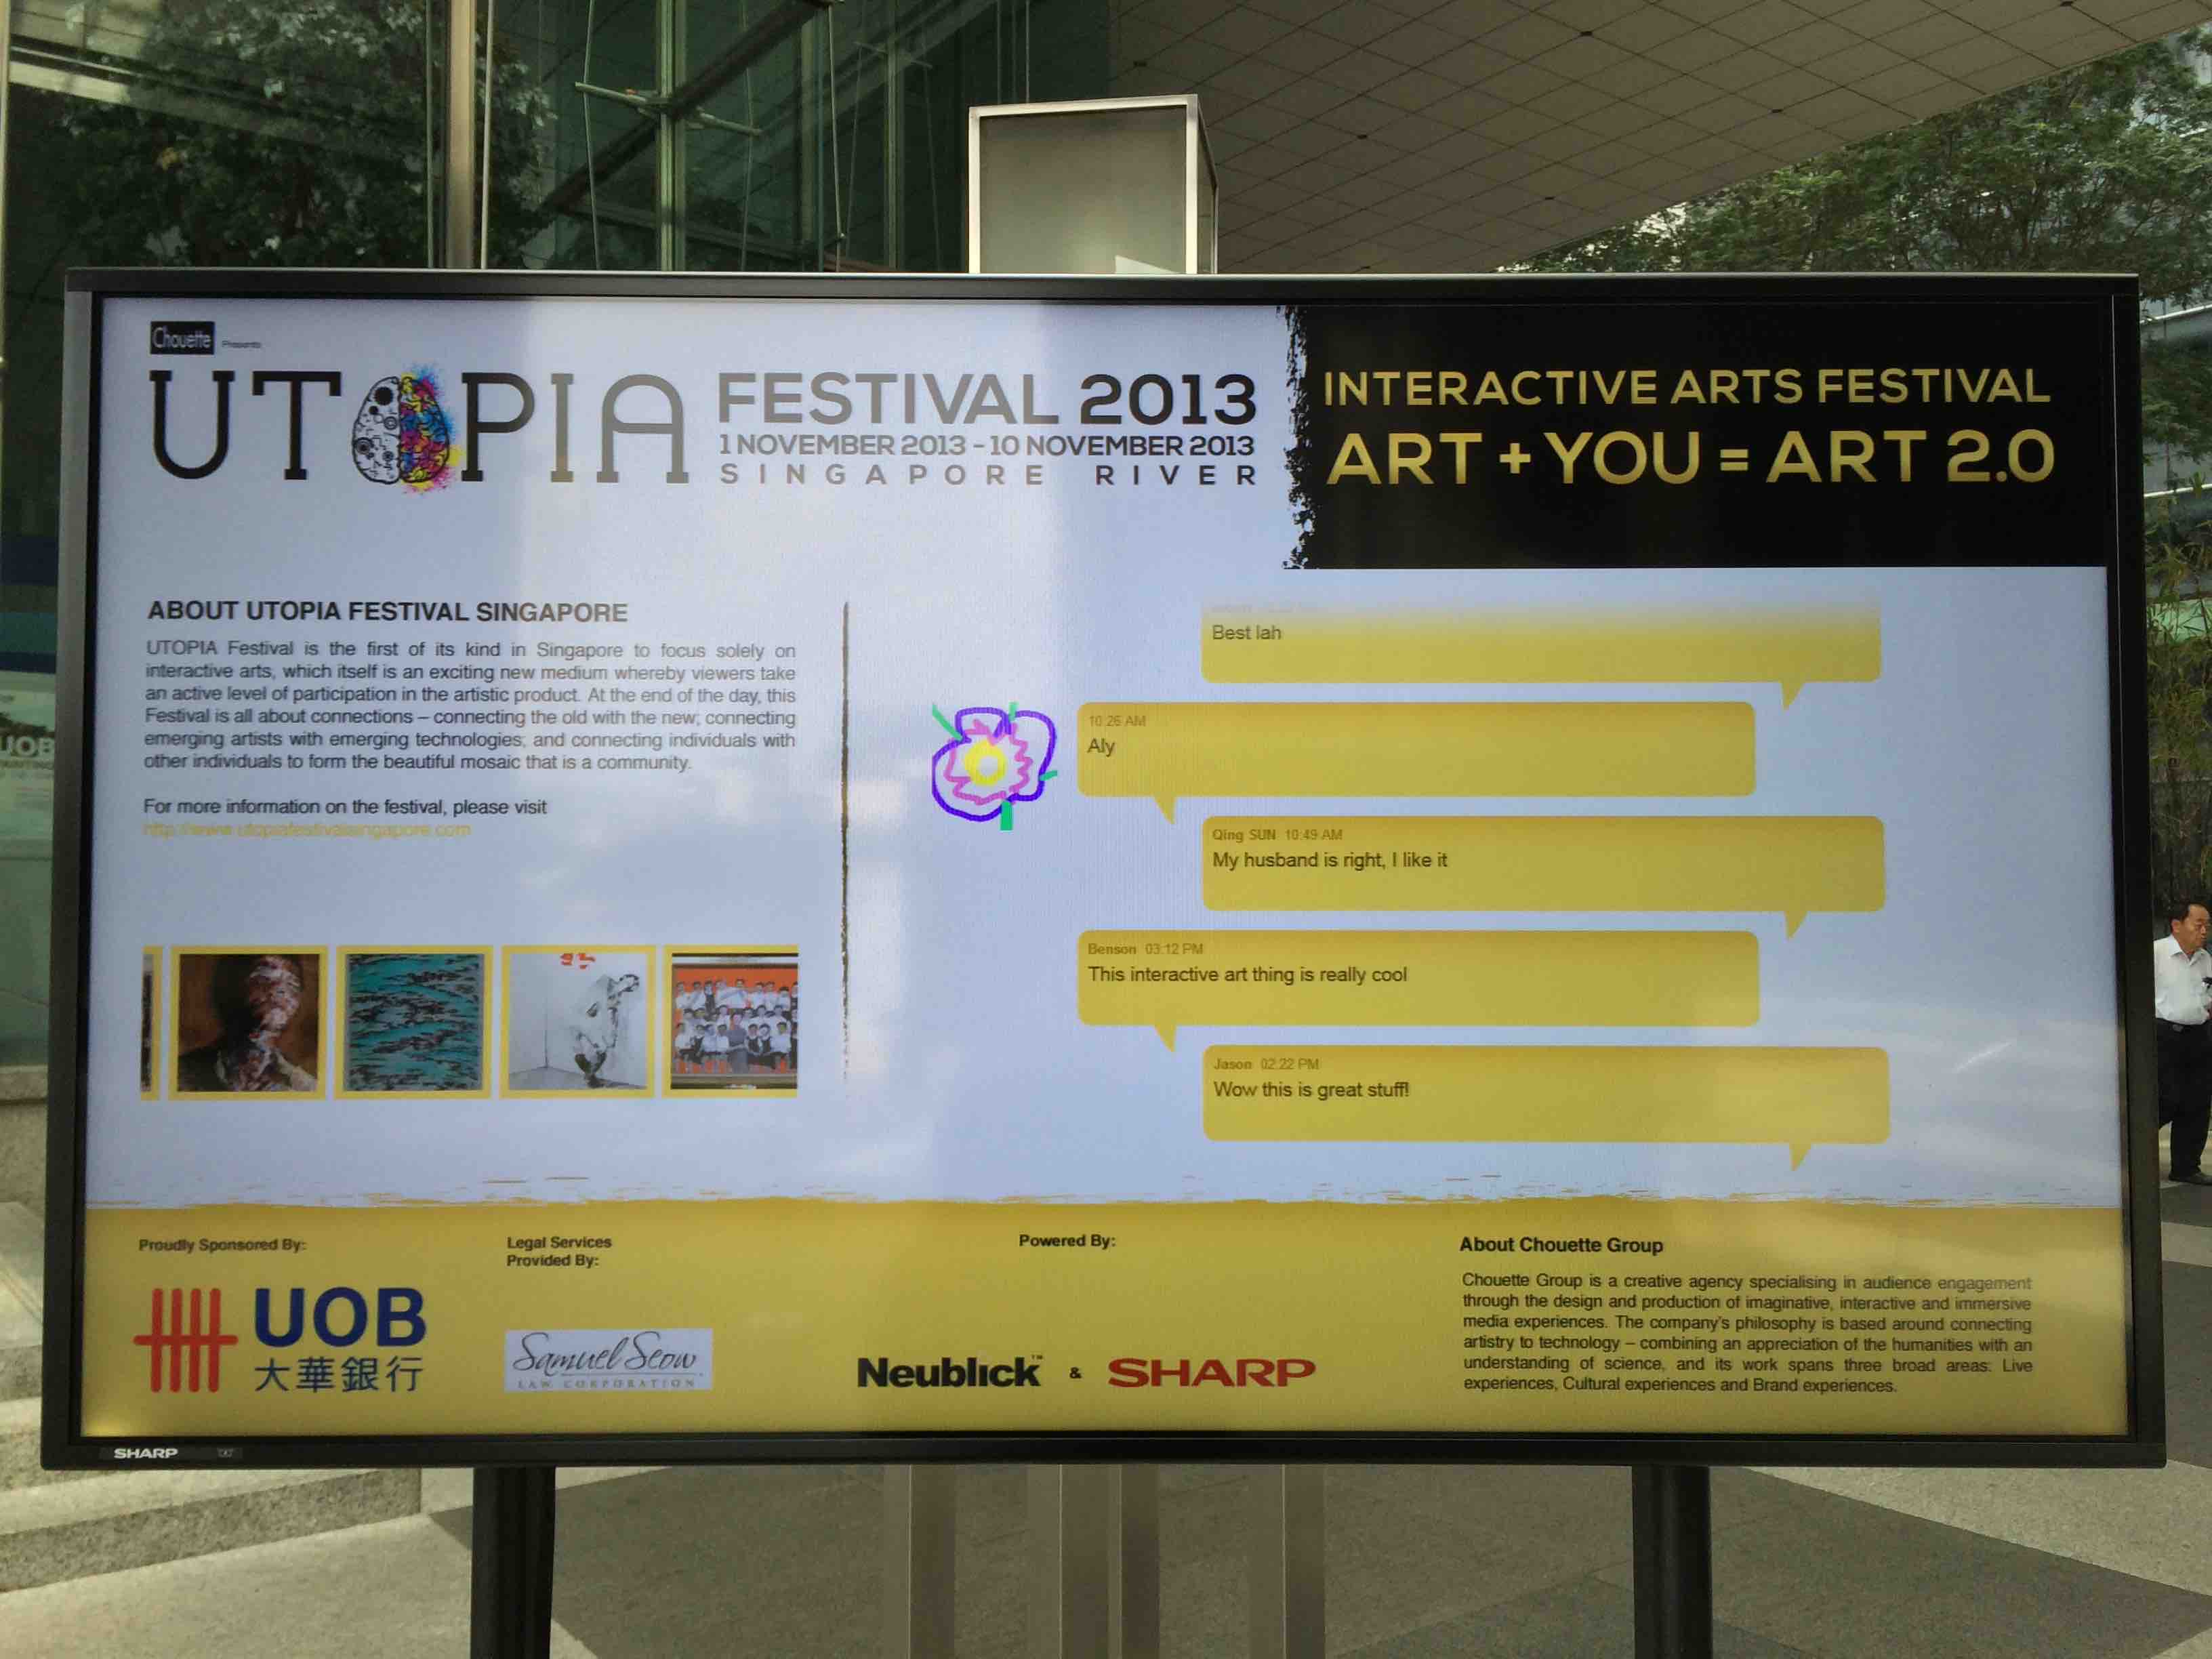 Chouette Presents
UTOPIA
FESTIVAL 2013
1 NOVEMBER 2013 - 10 NOVEMBER 2013
SINGAPORE RIVER
INTERACTIVE ARTS FESTIVAL
ART + YOU = ART 2.0
ABOUT UTOPIA FESTIVAL SINGAPORE
UTOPIA Festival is the first of its kind in Singapore to focus solely on
interactive arts, which itself is an exciting new medium whereby viewers take
an active level of participation in the artistic product. At the end of the day, this
Festival is all about connections – connecting the old with the new; connecting
emerging artists with emerging technologies; and connecting individuals with
other individuals to form the beautiful mosaic that is a community.
For more information on the festival, please visit
http://www.utopiafestivalsingapore.com
Best lah
10:26 AM
Aly
Qing SUN 10:49 AM
My husband is right, I like it
Benson 03:12 PM
This interactive art thing is really cool
Jason 02:22 PM
Wow this is great stuff!
Proudly Sponsored By:
UOB
大華銀行
Legal Services
Provided By:
Samuel Seow
LAW CORPORATION
Powered By:
Neublick™ & SHARP
About Chouette Group
Chouette Group is a creative agency specialising in audience engagement
through the design and production of imaginative, interactive and immersive
media experiences. The company's philosophy is based around connecting
artistry to technology – combining an appreciation of the humanities with an
understanding of science, and its work spans three broad areas: Live
experiences, Cultural experiences and Brand experiences.
SHARP
UOB